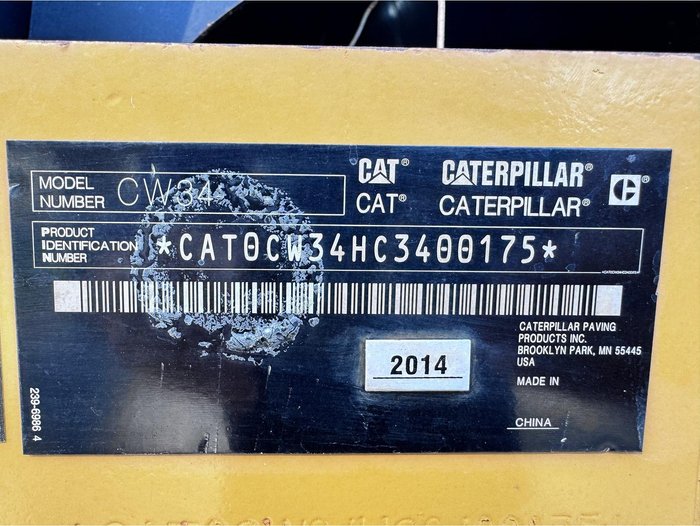 MODEL
NUMBER
CW34
CAT®
CATERPILLAR®
CAT®
CATERPILLAR®
C
PRODUCT
IDENTIFICATION
NUMBER
*CAT0CW34HC3400175*
CATERPILLAR PAVING
PRODUCTS INC.
BROOKLYN PARK, MN 55445
USA
2014
MADE IN
CHINA
239-6986 4